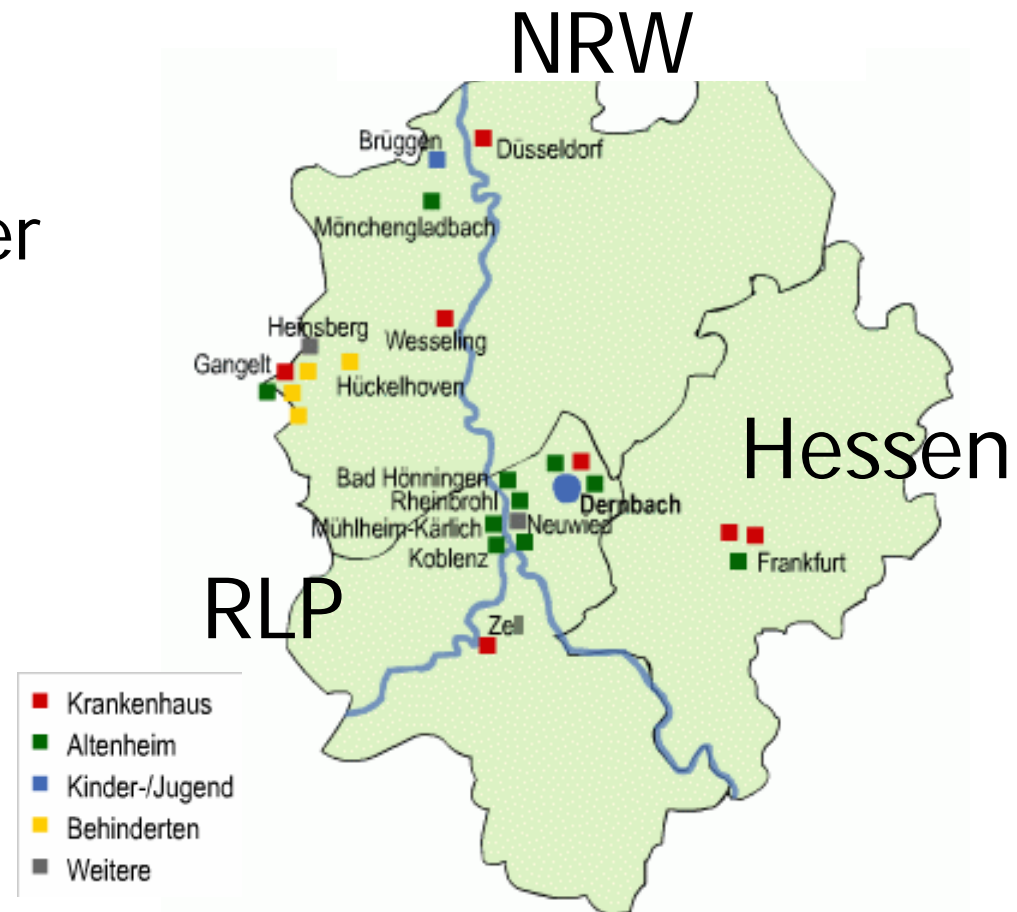 NRW
Brüggen
Düsseldorf
er
Mönchengladbach
Heinsberg
Wesseling
Gangelt
Hückelhoven
Hessen
Bad Hönningen
Rheinbrohl
Dernbach
Mühlheim-Kärlich
Neuwied
Koblenz
Frankfurt
RLP
Zell
Krankenhaus
Altenheim
Kinder-/Jugend
Behinderten
Weitere